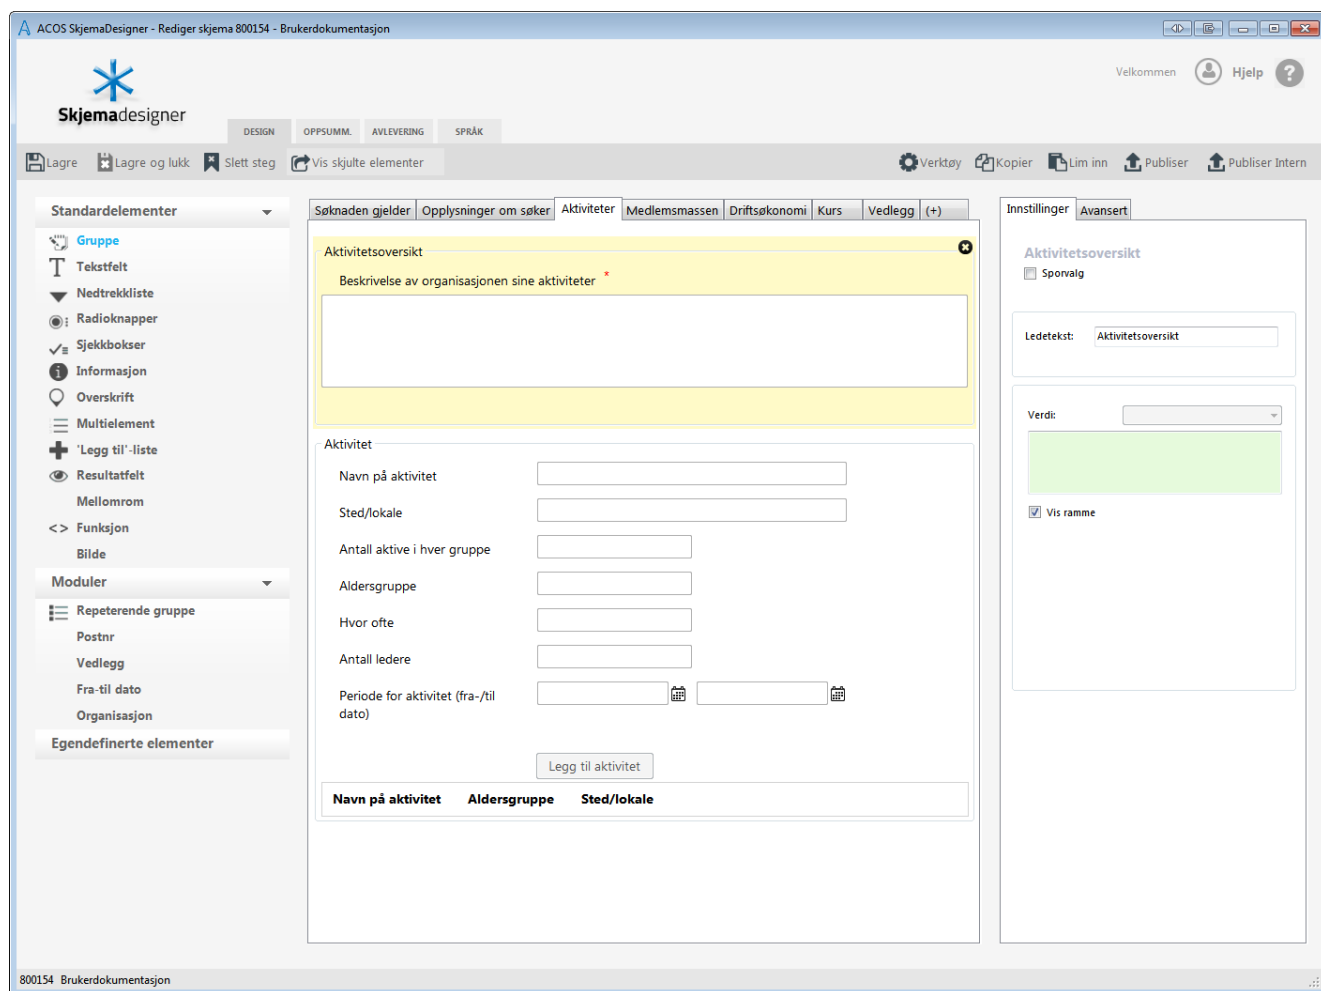 ACOS SkjemaDesigner - Rediger skjema 800154 - Brukerdokumentasjon
Velkommen Hjelp ?
Skjemadesigner
DESIGN OPPSUMM. AVLEVERING SPRÅK
Lagre Lagre og lukk Slett steg Vis skjulte elementer Verktøy Kopier Lim inn Publiser Publiser Intern
Standardelementer
Gruppe
Tekstfelt
Nedtrekkliste
Radioknapper
Sjekkbokser
Informasjon
Overskrift
Multielement
'Legg til'-liste
Resultatfelt
Mellomrom
<> Funksjon
Bilde
Moduler
Repeterende gruppe
Postnr
Vedlegg
Fra-til dato
Organisasjon
Egendefinerte elementer
Søknaden gjelder Opplysninger om søker Aktiviteter Medlemsmassen Driftsøkonomi Kurs Vedlegg (+)
Aktivitetsoversikt
Beskrivelse av organisasjonen sine aktiviteter *
Aktivitet
Navn på aktivitet
Sted/lokale
Antall aktive i hver gruppe
Aldersgruppe
Hvor ofte
Antall ledere
Periode for aktivitet (fra-/til
dato)
Legg til aktivitet
Navn på aktivitet Aldersgruppe Sted/lokale
Innstillinger Avansert
Aktivitetsoversikt
Sporvalg
Ledetekst: Aktivitetsoversikt
Verdi:
Vis ramme
800154 Brukerdokumentasjon